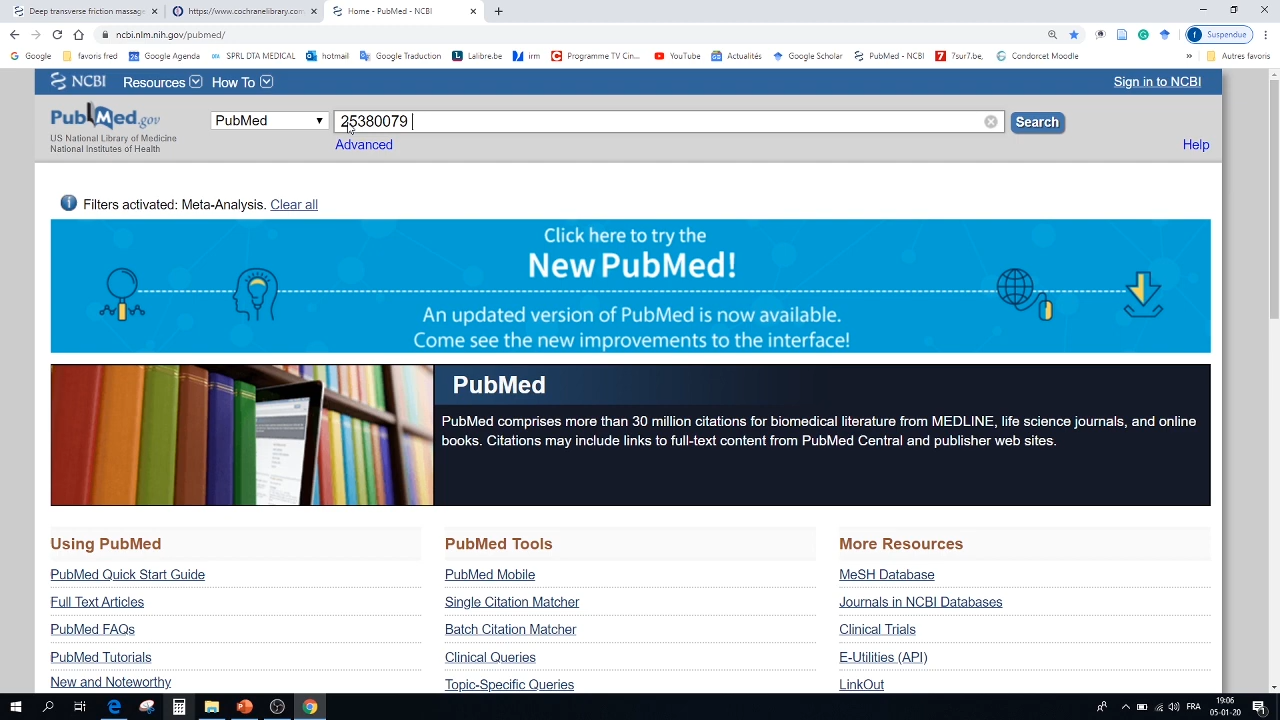 Deep transverse friction massage
https://www.cochranelibrary.com
Home - PubMed - NCBI
ncbi.nlm.nih.gov/pubmed/
Suspendue
Google favoris fred Google Agenda SPRL DTA MEDICAL hotmail Google Traduction Lalibre.be irm Programme TV Cin... YouTube Actualités Google Scholar PubMed - NCBI 7sur7.be, Condorcet Moodle » Autres favoris
NCBI Resources How To Sign in to NCBI
PubMed.gov
US National Library of Medicine
National Institutes of Health
PubMed 25380079 Search
Advanced Help
Filters activated: Meta-Analysis. Clear all
Click here to try the
New PubMed!
An updated version of PubMed is now available.
Come see the new improvements to the interface!
PubMed
PubMed comprises more than 30 million citations for biomedical literature from MEDLINE, life science journals, and online
books. Citations may include links to full-text content from PubMed Central and publisher web sites.
Using PubMed
PubMed Quick Start Guide
Full Text Articles
PubMed FAQs
PubMed Tutorials
New and Noteworthy
PubMed Tools
PubMed Mobile
Single Citation Matcher
Batch Citation Matcher
Clinical Queries
Topic-Specific Queries
More Resources
MeSH Database
Journals in NCBI Databases
Clinical Trials
E-Utilities (API)
LinkOut
FRA
19:06
05-01-20